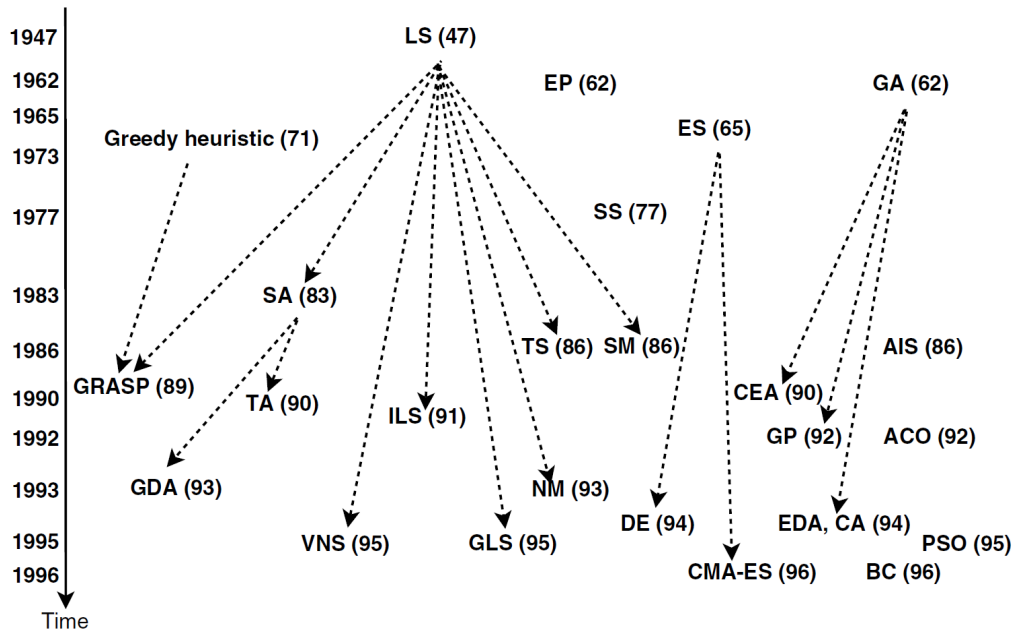 1947
LS (47)
1962
EP (62)
GA (62)
1965
ES (65)
Greedy heuristic (71)
1973
1977
SS (77)
1983
SA (83)
1986
TS (86)
SM (86)
AIS (86)
GRASP (89)
CEA (90)
1990
TA (90)
ILS (91)
1992
GP (92)
ACO (92)
1993
GDA (93)
NM (93)
DE (94)
EDA, CA (94)
1995
VNS (95)
GLS (95)
PSO (95)
1996
CMA-ES (96)
BC (96)
Time